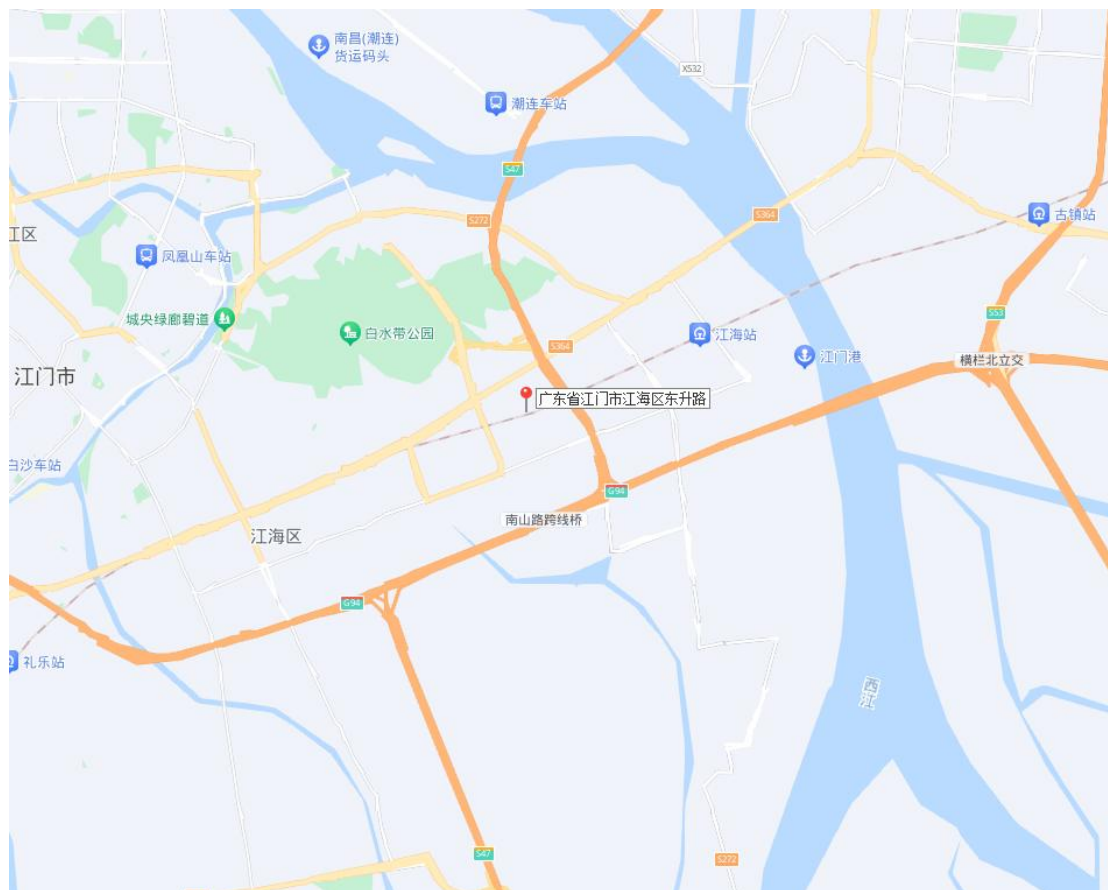 南昌(潮连)
货运码头
X532
潮连车站
S47
S272
S364
古镇站
江区
凤凰山车站
城央绿廊碧道
白水带公园
S364
江海站
江门港
S53
横栏北立交
江门市
广东省江门市江海区东升路
白沙车站
G94
南山路跨线桥
江海区
G94
礼乐站
西江
S47
S272